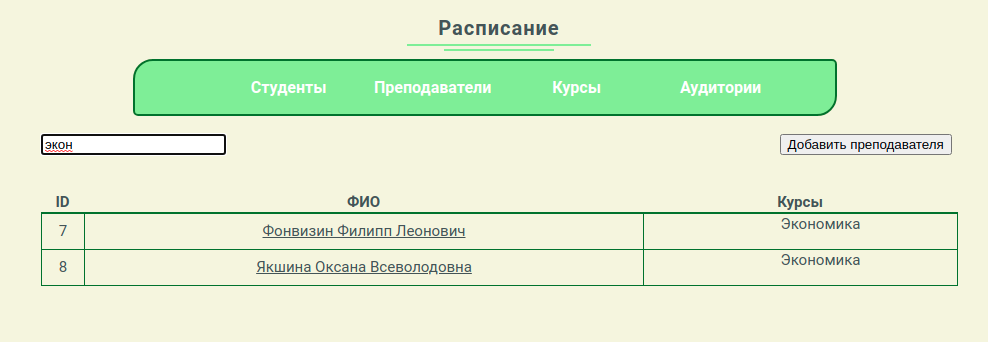 Расписание
Студенты Преподаватели Курсы Аудитории
экон Добавить преподавателя
ID ФИО Курсы
7 Фонвизин Филипп Леонович Экономика
8 Якшина Оксана Всеволодовна Экономика